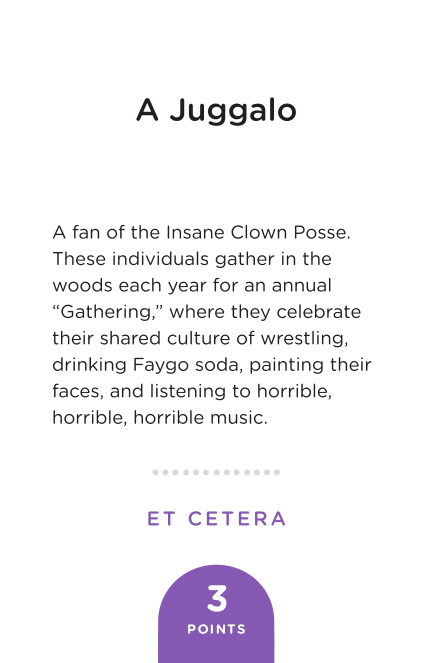 A Juggalo
A fan of the Insane Clown Posse.
These individuals gather in the
woods each year for an annual
“Gathering,” where they celebrate
their shared culture of wrestling,
drinking Faygo soda, painting their
faces, and listening to horrible,
horrible, horrible music.
ET CETERA
3
POINTS